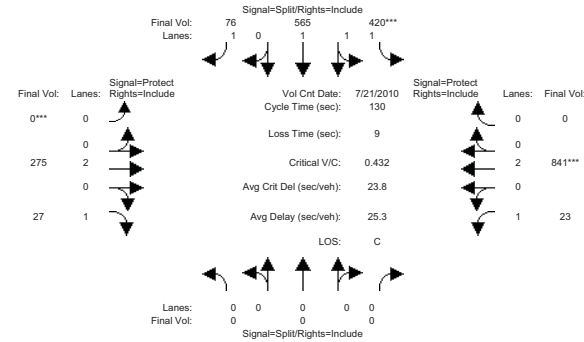 Signal=Split/Rights=Include
Final Vol: 76 565 420***
Lanes: 1 0 1 1 1
Signal=Protect Signal=Protect
Final Vol: Lanes: Rights=Include Vol Cnt Date: 7/21/2010 Rights=Include Lanes: Final Vol:
Cycle Time (sec): 130
0*** 0 0 0
Loss Time (sec): 9
0 0
275 2 Critical V/C: 0.432 2 841***
0 Avg Crit Del (sec/veh): 23.8 0
27 1 Avg Delay (sec/veh): 25.3 1 23
LOS: C
Lanes: 0 0 0 0 0
Final Vol: 0 0 0
Signal=Split/Rights=Include